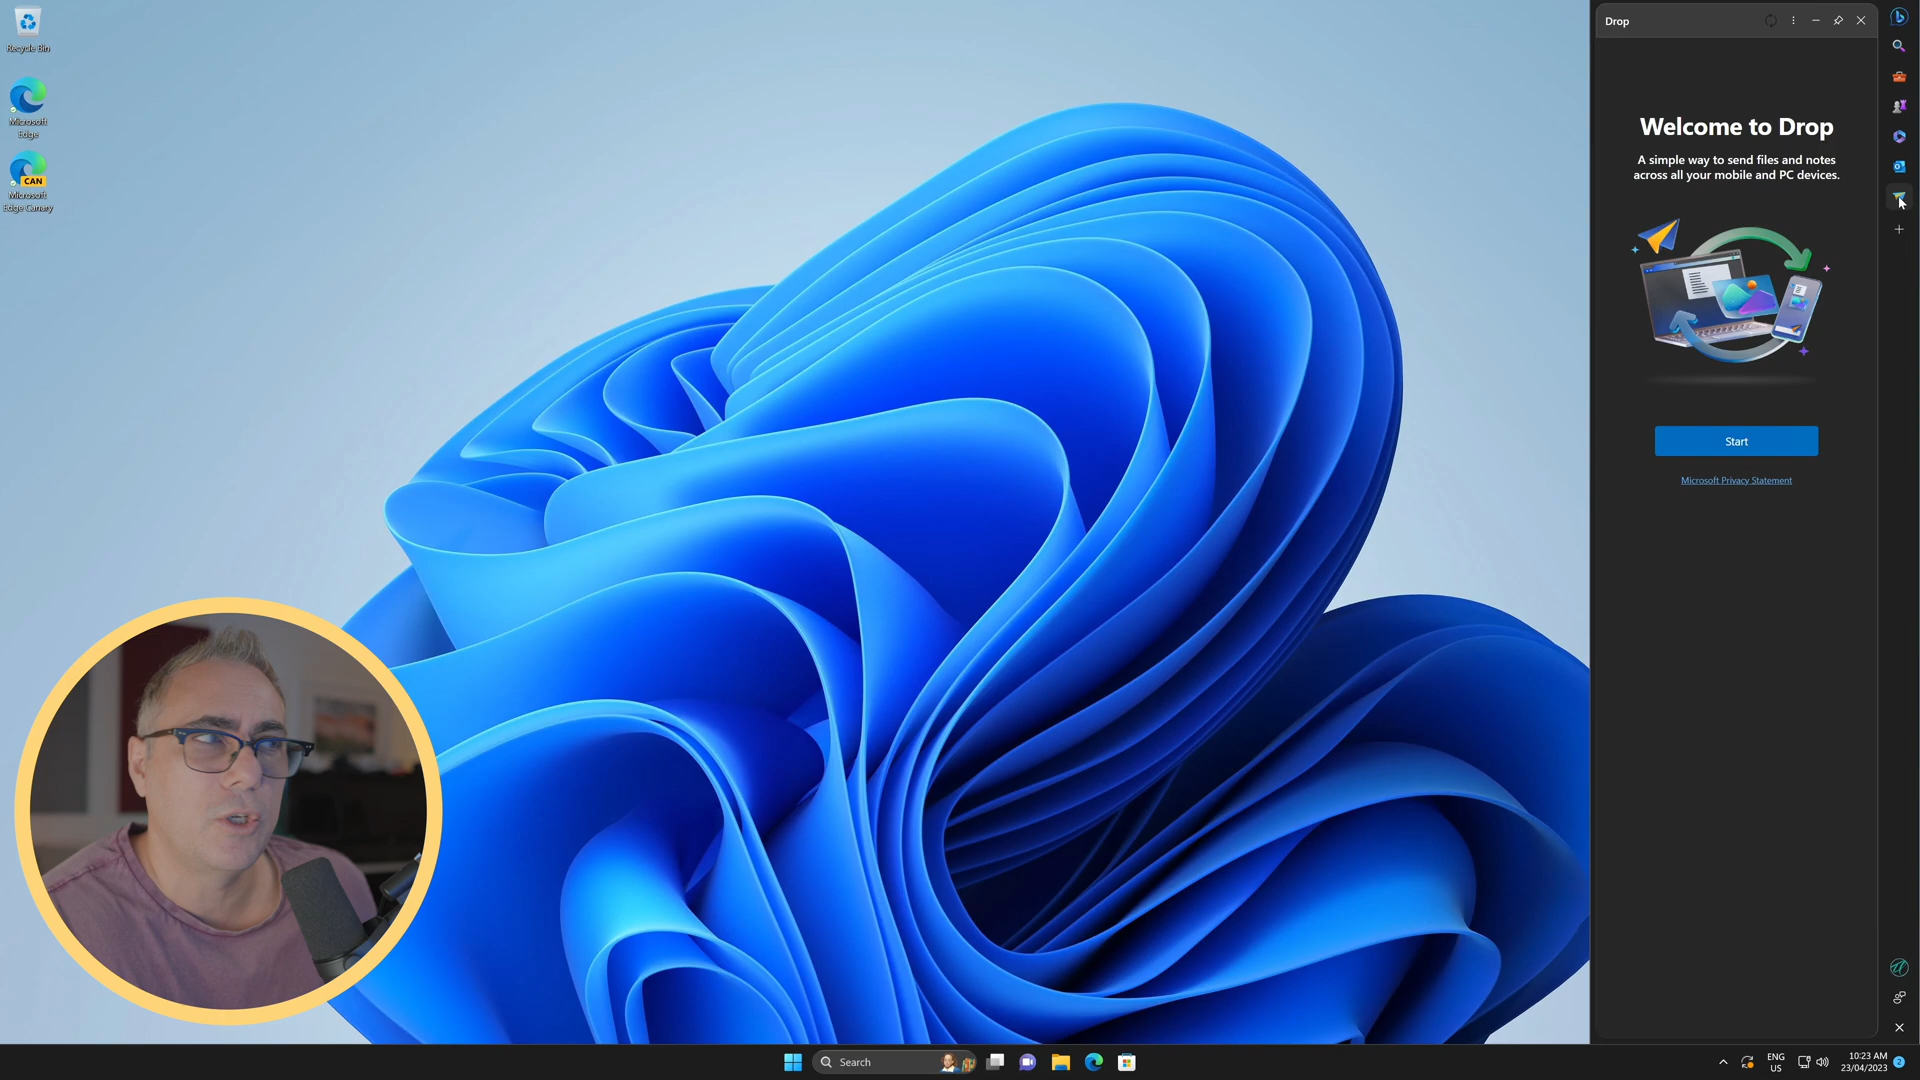 Recycle Bin
Microsoft
Edge
CAN
Microsoft
Edge Canary
Drop
Welcome to Drop
A simple way to send files and notes
across all your mobile and PC devices.
Start
Microsoft Privacy Statement
Search
ENG
US
10:23 AM
23/04/2023
2